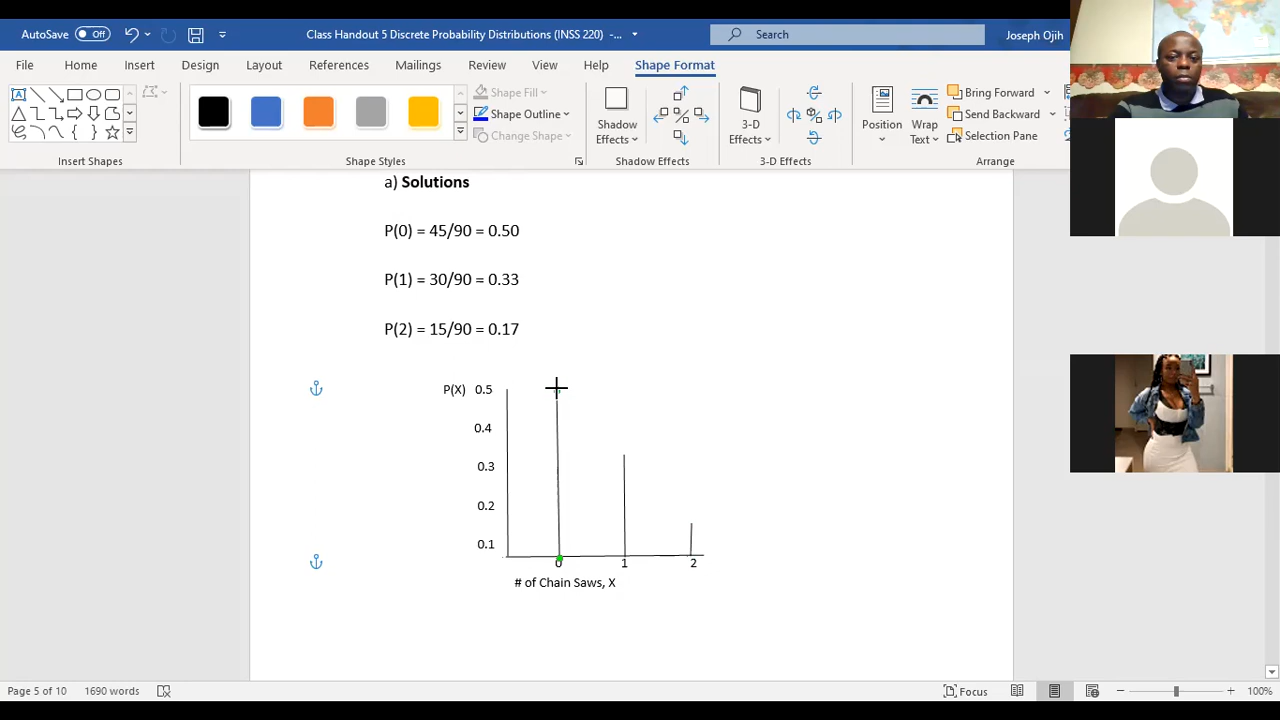 AutoSave Off
Class Handout 5 Discrete Probability Distributions (INSS 220) -...
Search
Joseph Ojih
File Home Insert Design Layout References Mailings Review View Help Shape Format
Shape Fill
Shape Outline
Change Shape
Shadow Effects
3-D Effects
Position
Wrap Text
Bring Forward
Send Backward
Selection Pane
Insert Shapes
Shape Styles
Shadow Effects
3-D Effects
Arrange
a) Solutions
P(0) = 45/90 = 0.50
P(1) = 30/90 = 0.33
P(2) = 15/90 = 0.17
P(X) 0.5
0.4
0.3
0.2
0.1
0 1 2
# of Chain Saws, X
Page 5 of 10 1690 words
Focus
100%